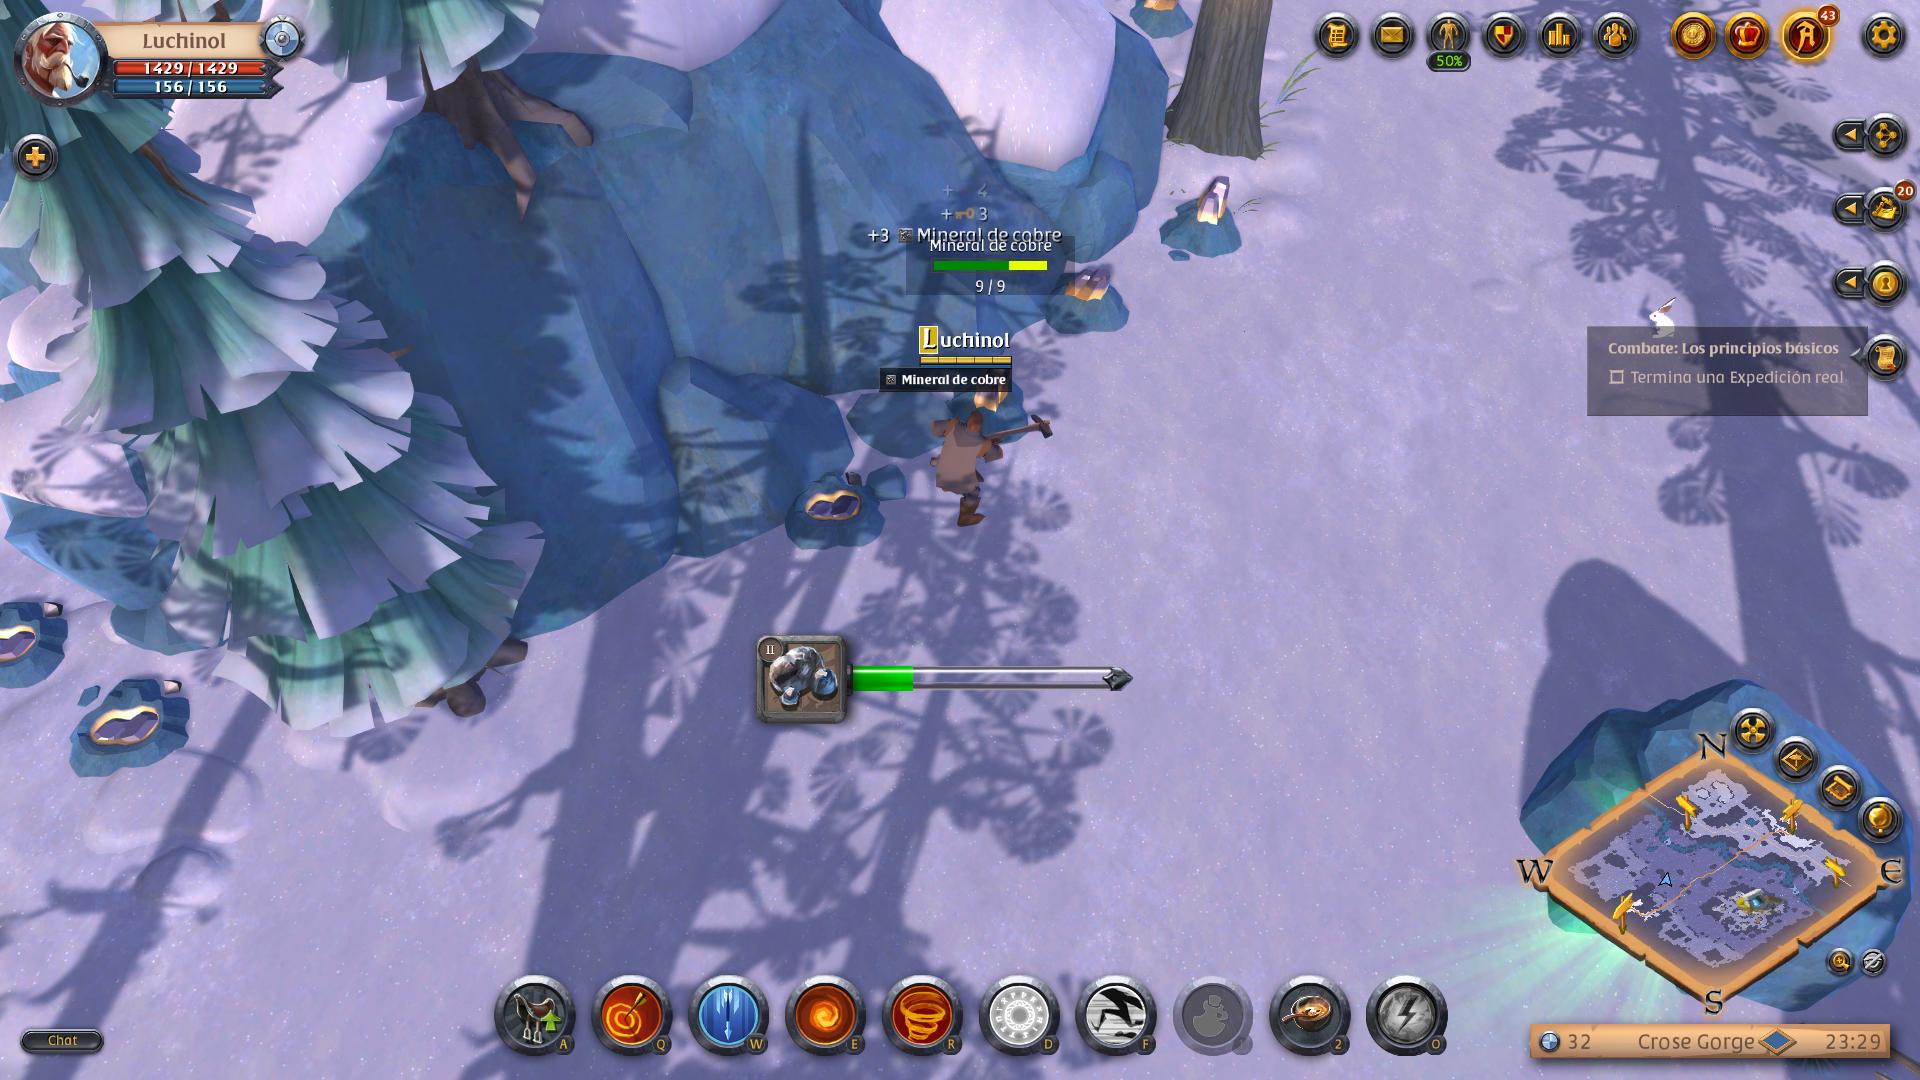 Luchinol
1429 / 1429
156 / 156
50%
43
20
+ 4
+ 3
+3 Mineral de cobre
Mineral de cobre
9 / 9
Luchinol
Mineral de cobre
Combate: Los principios básicos
Termina una Expedición real
II
N
W
E
S
A
Q
W
E
R
D
F
1
2
O
Chat
32
Crose Gorge
23:29